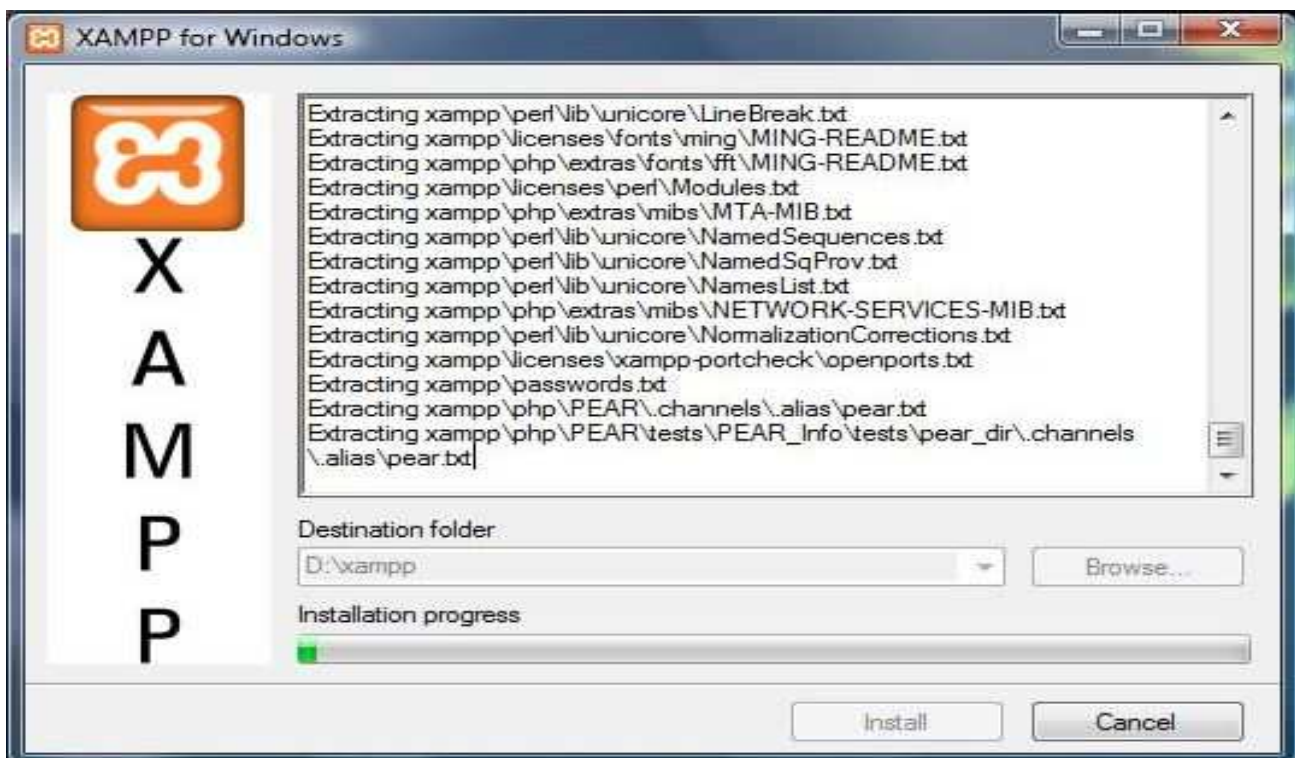 XAMPP for Windows
X
A
M
P
P
Extracting xampp\perl\lib\unicore\LineBreak.txt
Extracting xampp\licenses\fonts\ming\MING-README.txt
Extracting xampp\php\extras\fonts\fft\MING-README.txt
Extracting xampp\licenses\perl\Modules.txt
Extracting xampp\php\extras\mibs\MTA-MIB.txt
Extracting xampp\perl\lib\unicore\NamedSequences.txt
Extracting xampp\perl\lib\unicore\NamedSqProv.txt
Extracting xampp\perl\lib\unicore\NamesList.txt
Extracting xampp\php\extras\mibs\NETWORK-SERVICES-MIB.txt
Extracting xampp\perl\lib\unicore\NormalizationCorrections.txt
Extracting xampp\licenses\xampp-portcheck\openports.txt
Extracting xampp\passwords.txt
Extracting xampp\php\PEAR\.channels\.alias\pear.txt
Extracting xampp\php\PEAR\tests\PEAR_Info\tests\pear_dir\.channels
\.alias\pear.txt
Destination folder
D:\xampp
Browse...
Installation progress
Install
Cancel